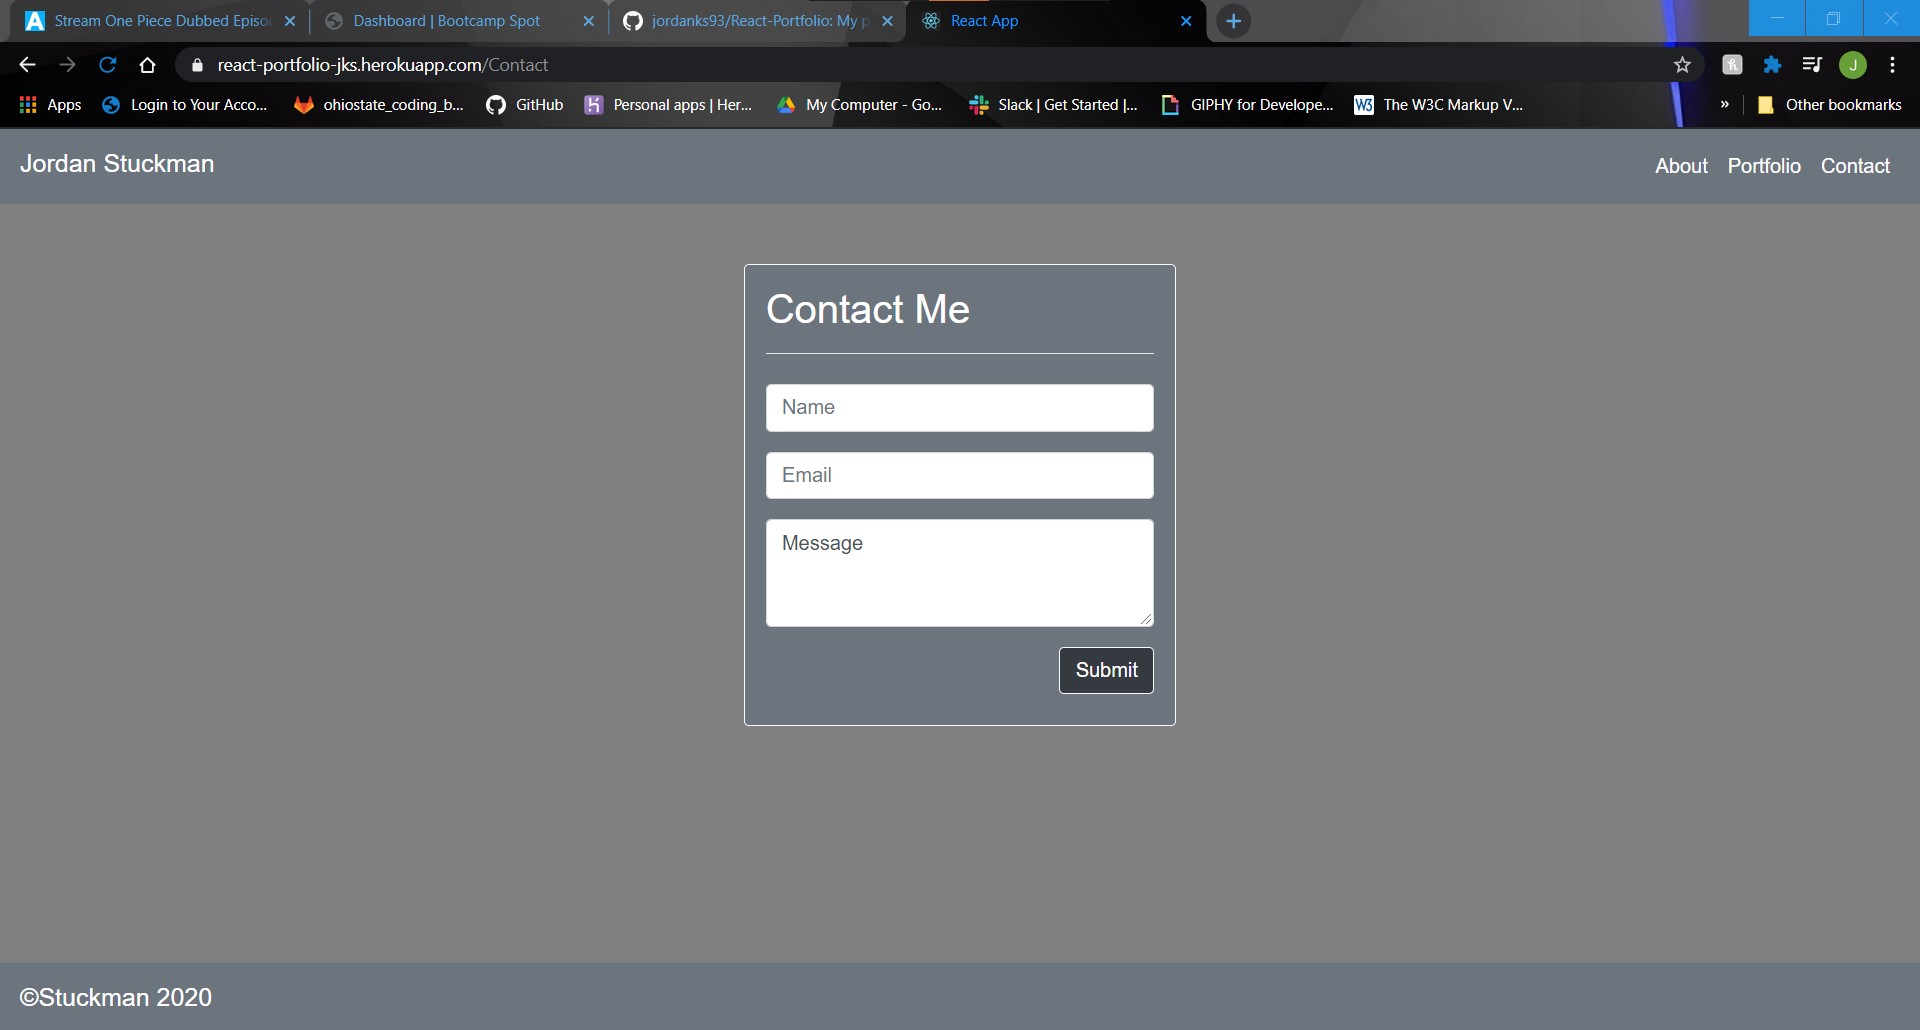 Stream One Piece Dubbed Episo
Dashboard | Bootcamp Spot
jordanks93/React-Portfolio: My p
React App
react-portfolio-jks.herokuapp.com/Contact
J
Apps
Login to Your Acco...
ohiostate_coding_b...
GitHub
Personal apps | Her...
My Computer - Go...
Slack | Get Started |...
GIPHY for Develope...
W3
The W3C Markup V...
»
Other bookmarks
Jordan Stuckman
About Portfolio Contact
Contact Me
Name
Email
Message
Submit
©Stuckman 2020